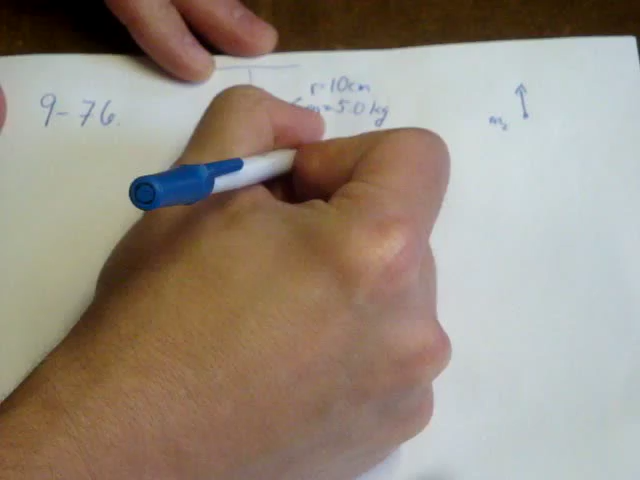 9-76.
r=10cm
m=5.0 kg
m₂